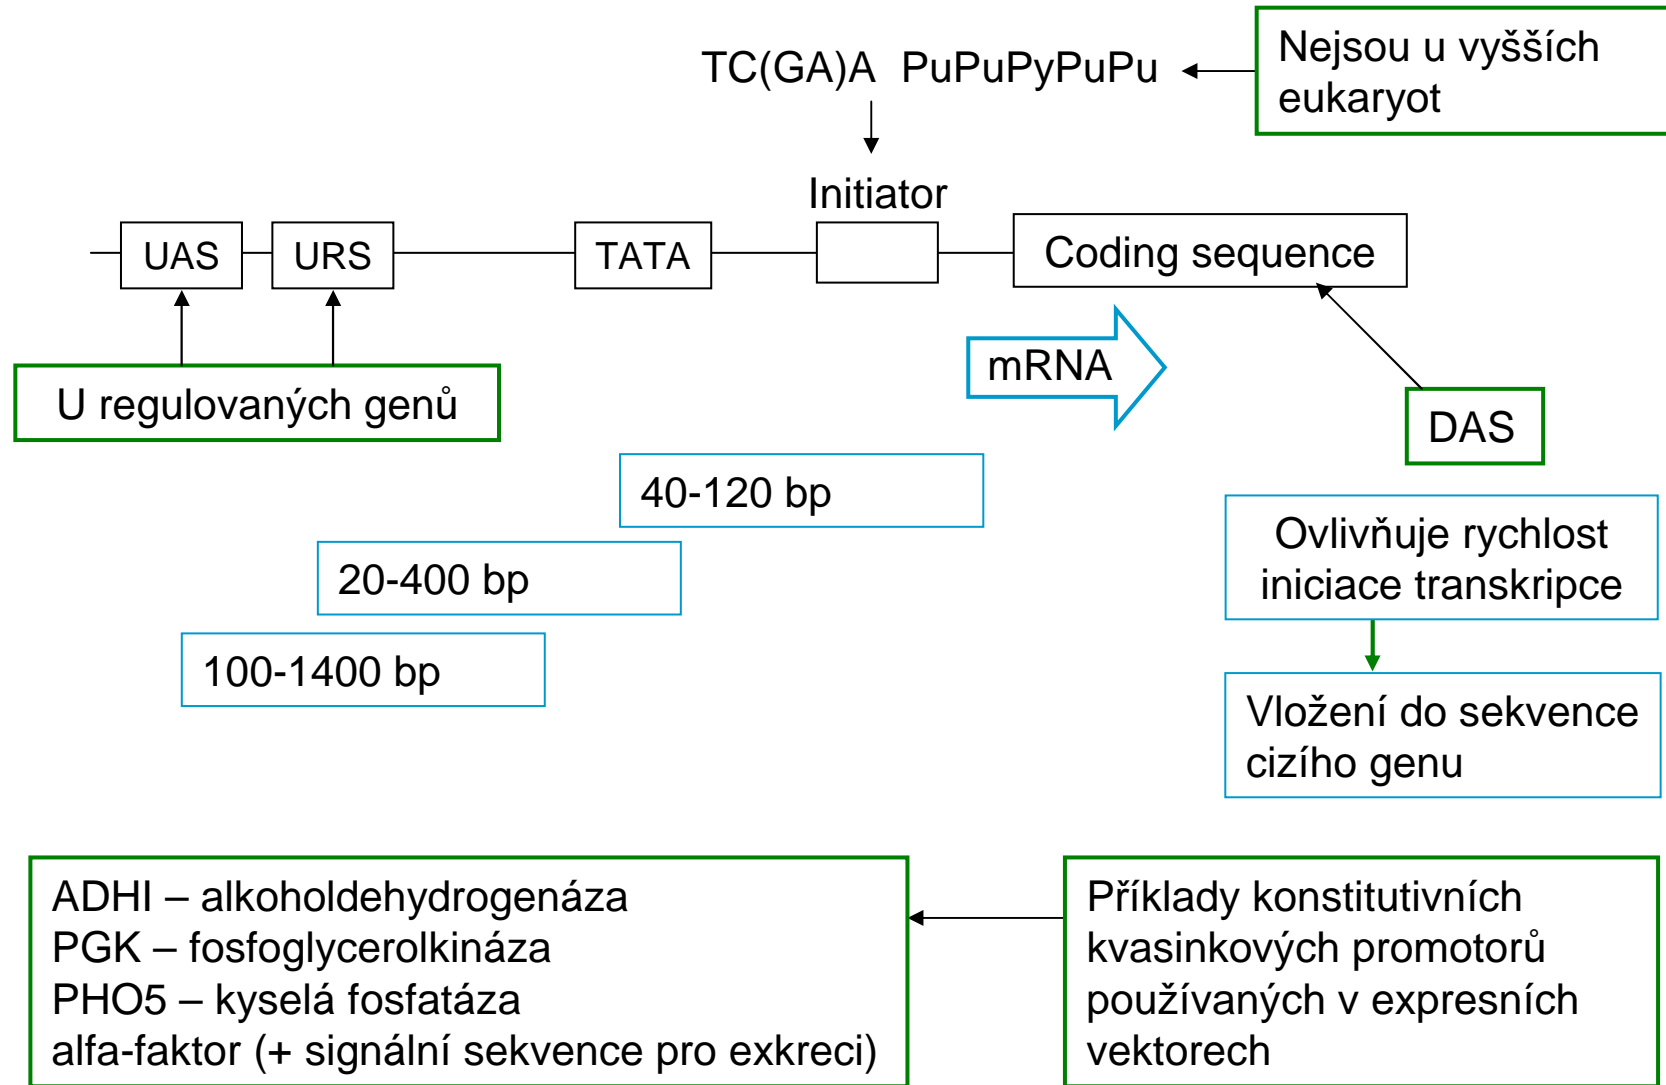 TC(GA)A PuPuPyPuPu
Nejsou u vyšších
eukaryot
Initiator
UAS
URS
TATA
Coding sequence
U regulovaných genů
mRNA
DAS
40-120 bp
20-400 bp
100-1400 bp
Ovlivňuje rychlost
iniciace transkripce
Vložení do sekvence
cizího genu
ADHI – alkoholdehydrogenáza
PGK – fosfoglycerolkináza
PHO5 – kyselá fosfatáza
alfa-faktor (+ signální sekvence pro exkreci)
Příklady konstitutivních
kvasinkových promotorů
používaných v expresních
vektorech